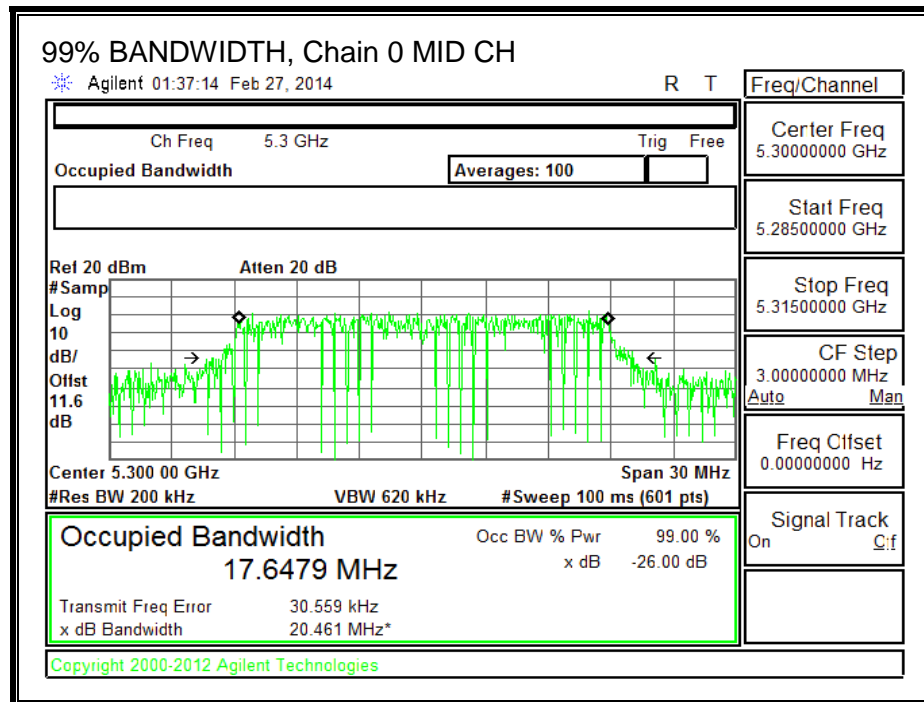 99% BANDWIDTH, Chain 0 MID CH
Agilent 01:37:14 Feb 27, 2014 R T
Freq/Channel
Ch Freq 5.3 GHz Trig Free
Occupied Bandwidth Averages: 100
Center Freq
5.30000000 GHz
Start Freq
5.28500000 GHz
Stop Freq
5.31500000 GHz
CF Step
3.00000000 MHz
Auto Man
Freq Offset
0.00000000 Hz
Signal Track
On Off
Ref 20 dBm Atten 20 dB
#Samp
Log
10
dB/
Offst
11.6
dB
Center 5.300 00 GHz Span 30 MHz
#Res BW 200 kHz VBW 620 kHz #Sweep 100 ms (601 pts)
Occupied Bandwidth Occ BW % Pwr 99.00 %
17.6479 MHz x dB -26.00 dB
Transmit Freq Error 30.559 kHz
x dB Bandwidth 20.461 MHz*
Copyright 2000-2012 Agilent Technologies